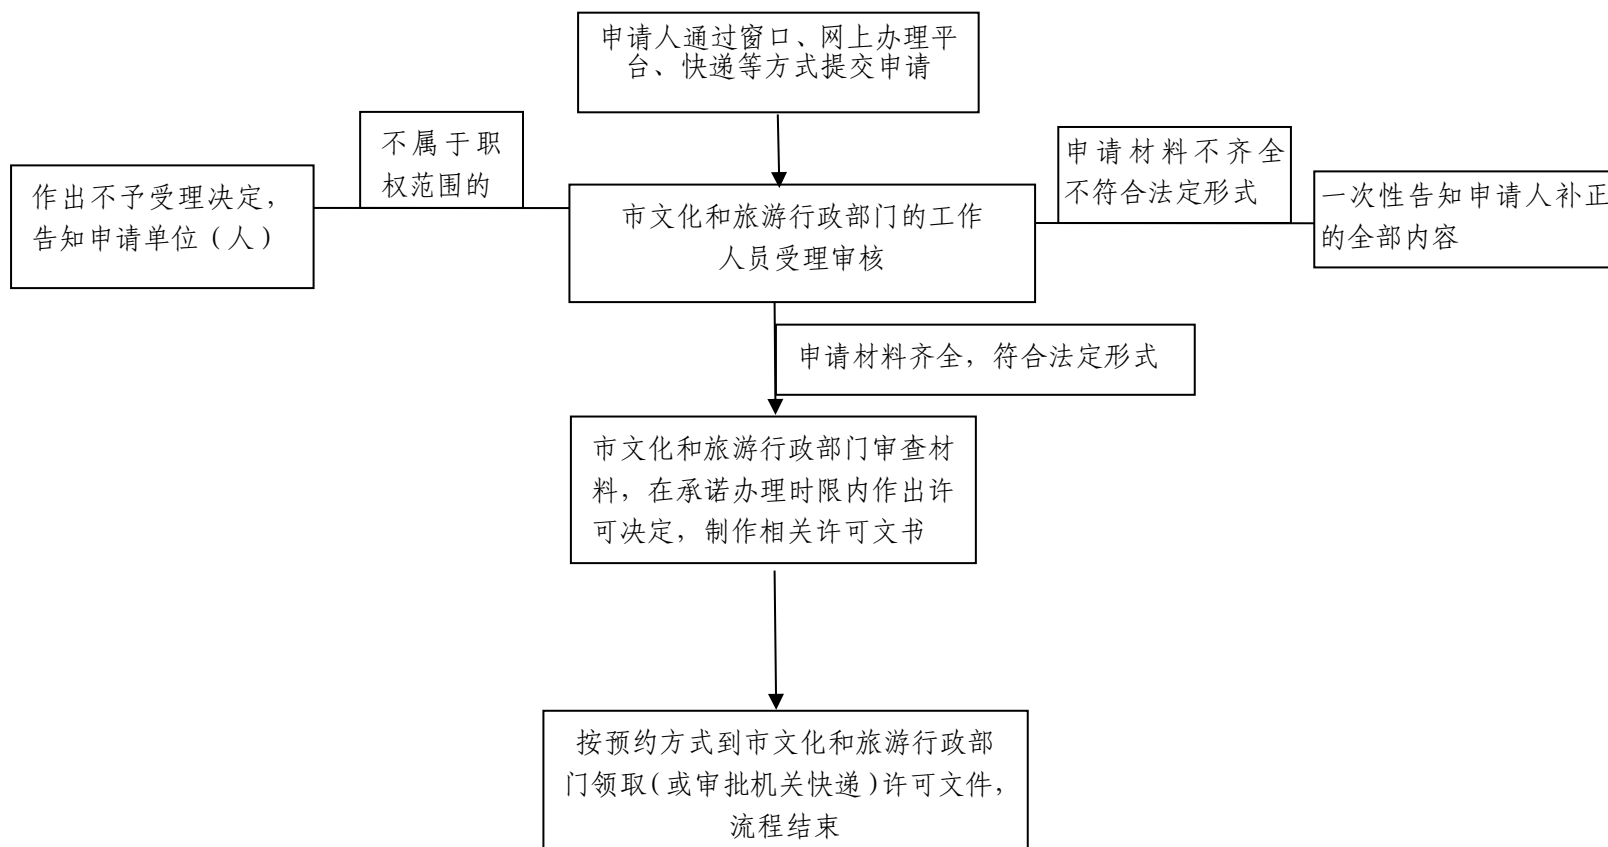 申请人通过窗口、网上办理平
台、快递等方式提交申请
不属于职
权范围的
申请材料不齐全
不符合法定形式
作出不予受理决定，
告知申请单位（人）
市文化和旅游行政部门的工作
人员受理审核
一次性告知申请人补正
的全部内容
申请材料齐全，符合法定形式
市文化和旅游行政部门审查材
料，在承诺办理时限内作出许
可决定，制作相关许可文书
按预约方式到市文化和旅游行政部
门领取（或审批机关快递）许可文件，
流程结束